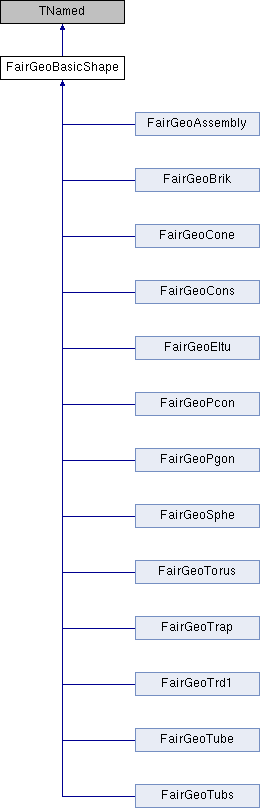 TNamed
FairGeoBasicShape
FairGeoAssembly
FairGeoBrik
FairGeoCone
FairGeoCons
FairGeoEltu
FairGeoPcon
FairGeoPgon
FairGeoSphe
FairGeoTorus
FairGeoTrap
FairGeoTrd1
FairGeoTube
FairGeoTubs